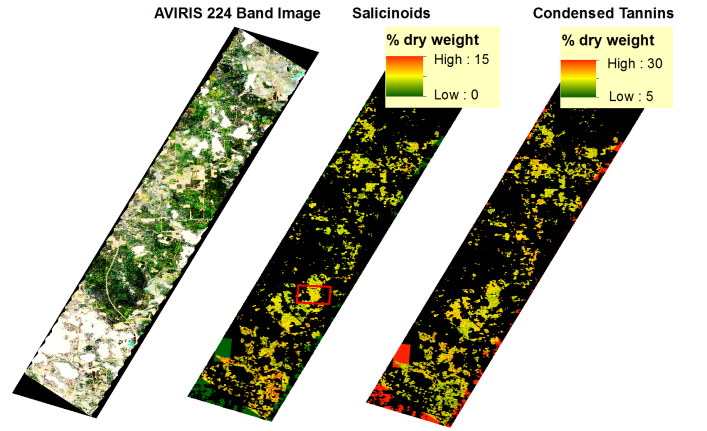 AVIRIS 224 Band Image
Salicinoids
Condensed Tannins
% dry weight
High : 15
Low : 0
% dry weight
High : 30
Low : 5